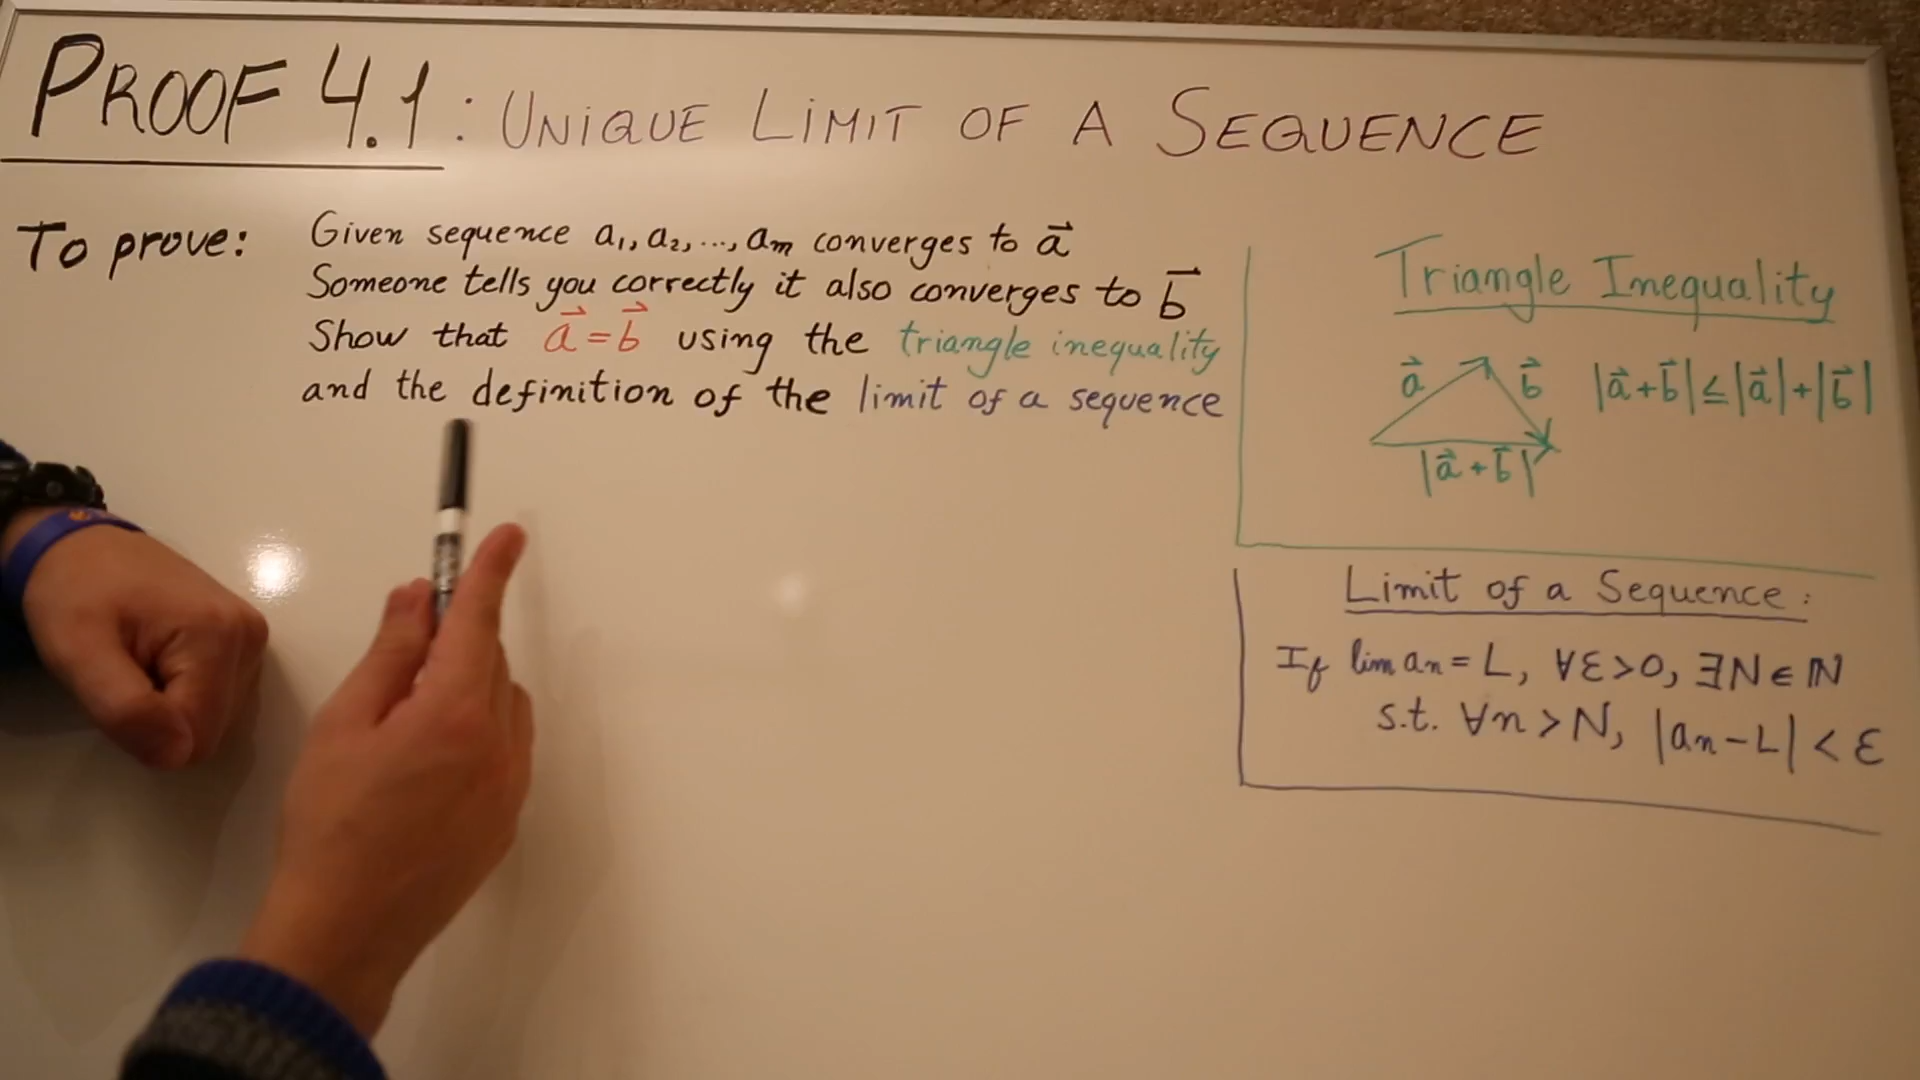 PROOF 4.1: UNIQUE LIMIT OF A SEQUENCE
To prove:
Given sequence a₁, a₂, ..., aₘ converges to a⃗
Someone tells you correctly it also converges to b⃗
Show that a⃗ = b⃗ using the triangle inequality
and the definition of the limit of a sequence
Triangle Inequality
a⃗ b⃗ |a⃗+b⃗| ≤ |a⃗|+|b⃗|
|a⃗+b⃗|
Limit of a Sequence:
If lim aₙ = L, ∀ε>0, ∃N∈ℕ
s.t. ∀n>N, |aₙ-L| < ε